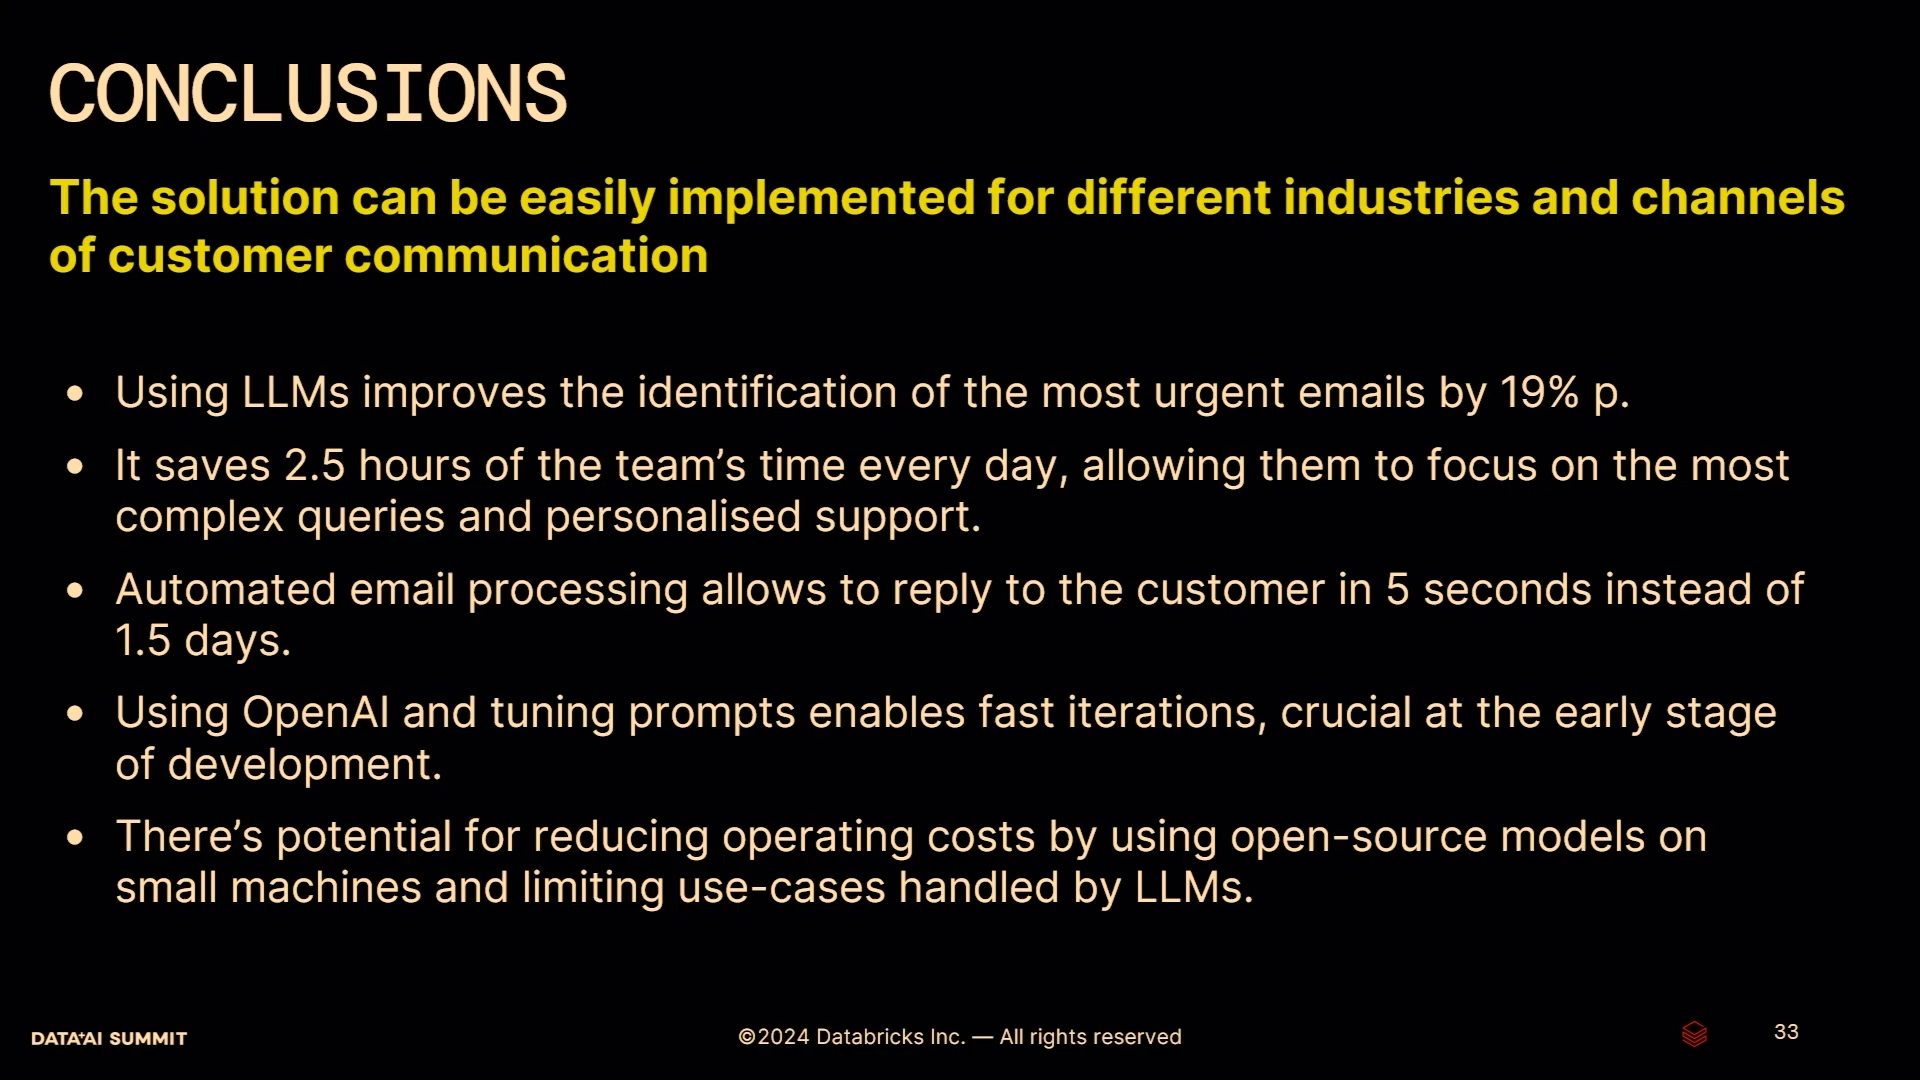 CONCLUSIONS
The solution can be easily implemented for different industries and channels
of customer communication
• Using LLMs improves the identification of the most urgent emails by 19% p.
• It saves 2.5 hours of the team’s time every day, allowing them to focus on the most
complex queries and personalised support.
• Automated email processing allows to reply to the customer in 5 seconds instead of
1.5 days.
• Using OpenAI and tuning prompts enables fast iterations, crucial at the early stage
of development.
• There’s potential for reducing operating costs by using open-source models on
small machines and limiting use-cases handled by LLMs.
DATA+AI SUMMIT
©2024 Databricks Inc. — All rights reserved
33